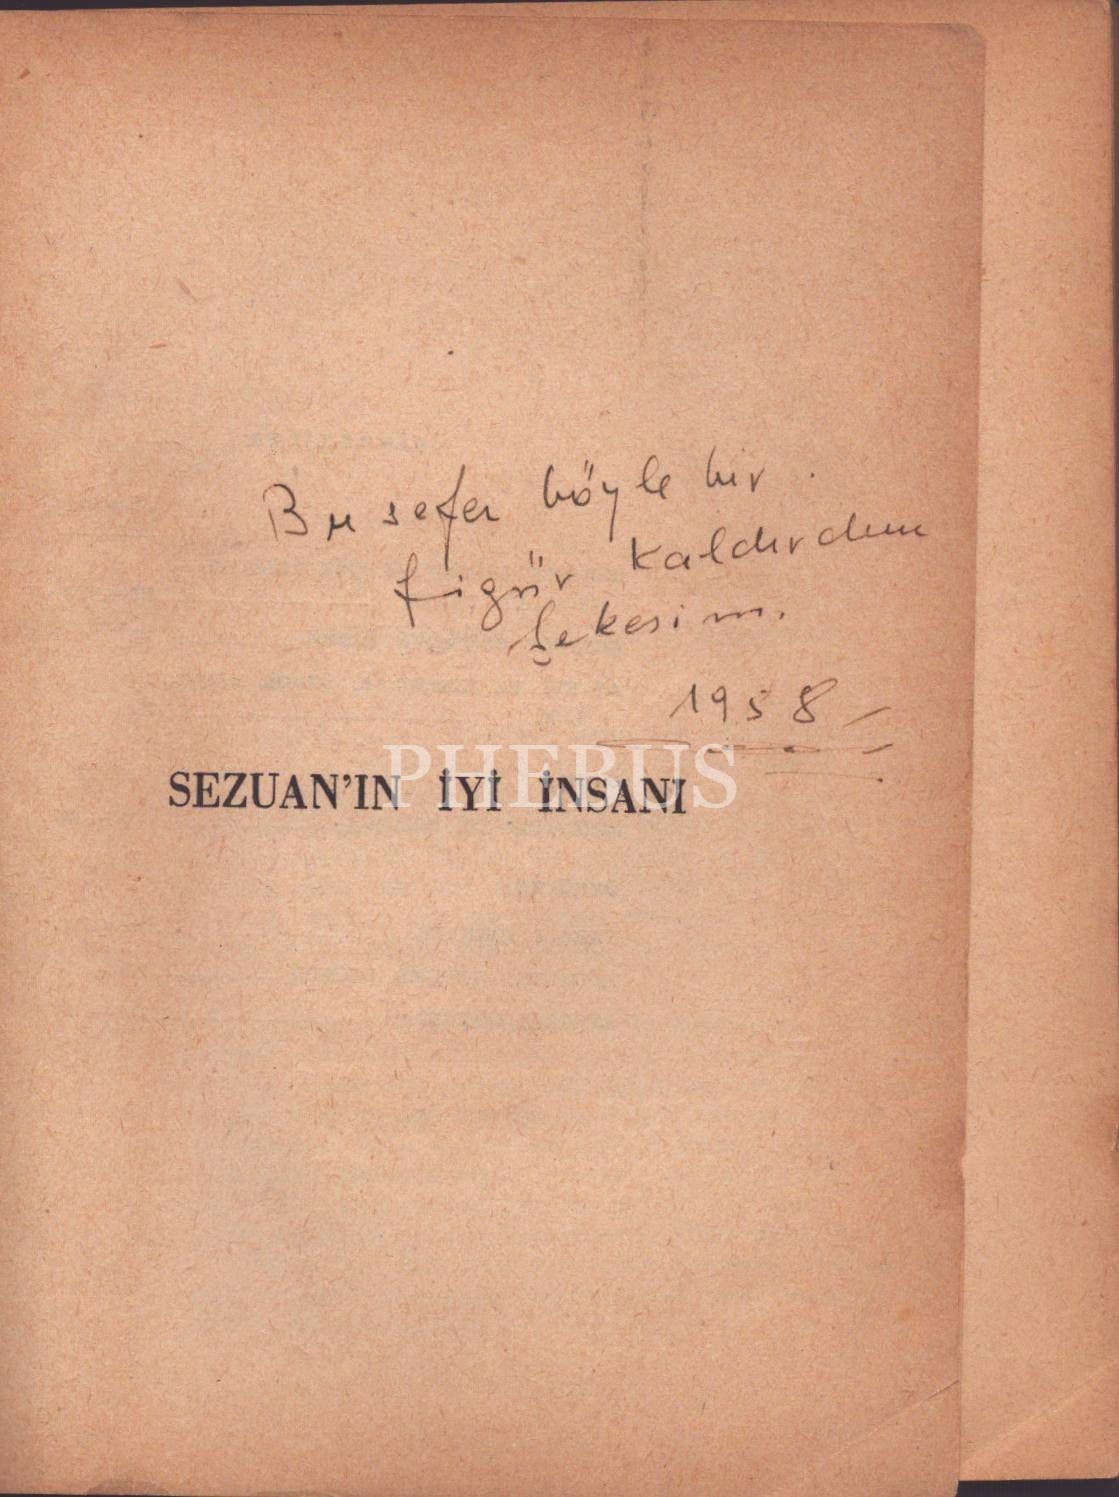 Bu sefer böyle bir
figür kaldırdım
Şekesim.
1958
PHEBUS
SEZUAN'IN İYİ İNSANI